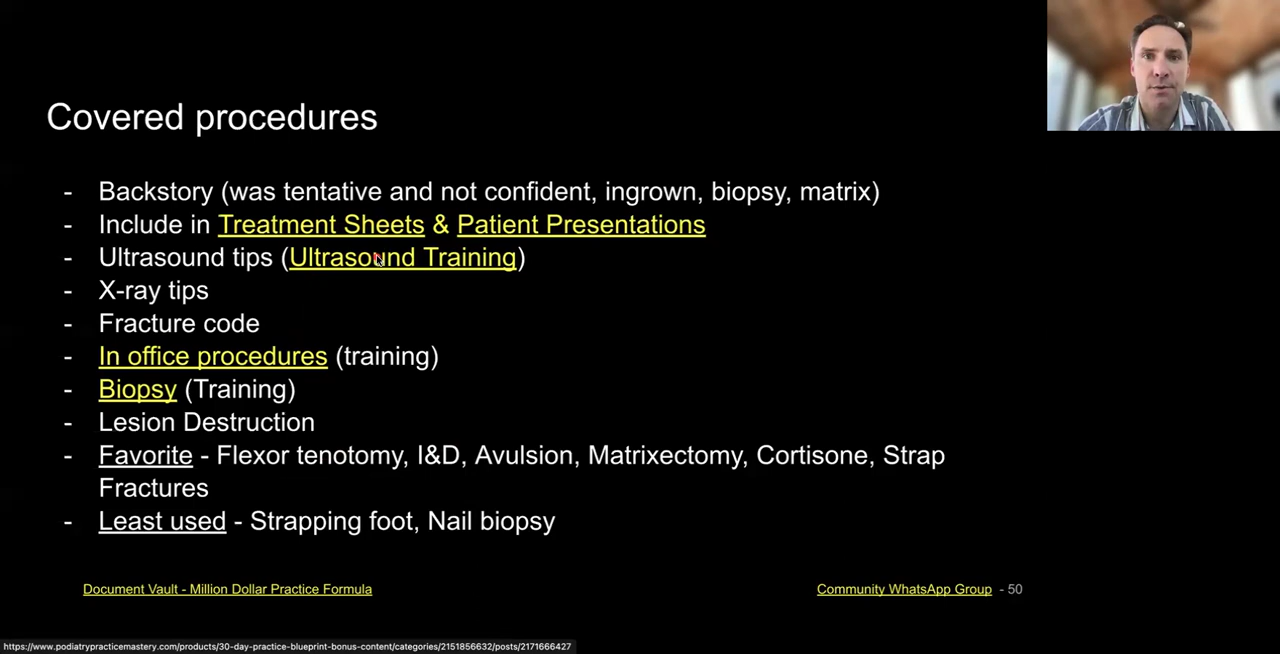 Covered procedures
- Backstory (was tentative and not confident, ingrown, biopsy, matrix)
- Include in Treatment Sheets & Patient Presentations
- Ultrasound tips (Ultrasound Training)
- X-ray tips
- Fracture code
- In office procedures (training)
- Biopsy (Training)
- Lesion Destruction
- Favorite - Flexor tenotomy, I&D, Avulsion, Matrixectomy, Cortisone, Strap
Fractures
- Least used - Strapping foot, Nail biopsy
Document Vault - Million Dollar Practice Formula
Community WhatsApp Group - 50
https://www.podiatrypracticemastery.com/products/30-day-practice-blueprint-bonus-content/categories/2151856632/posts/2171666427